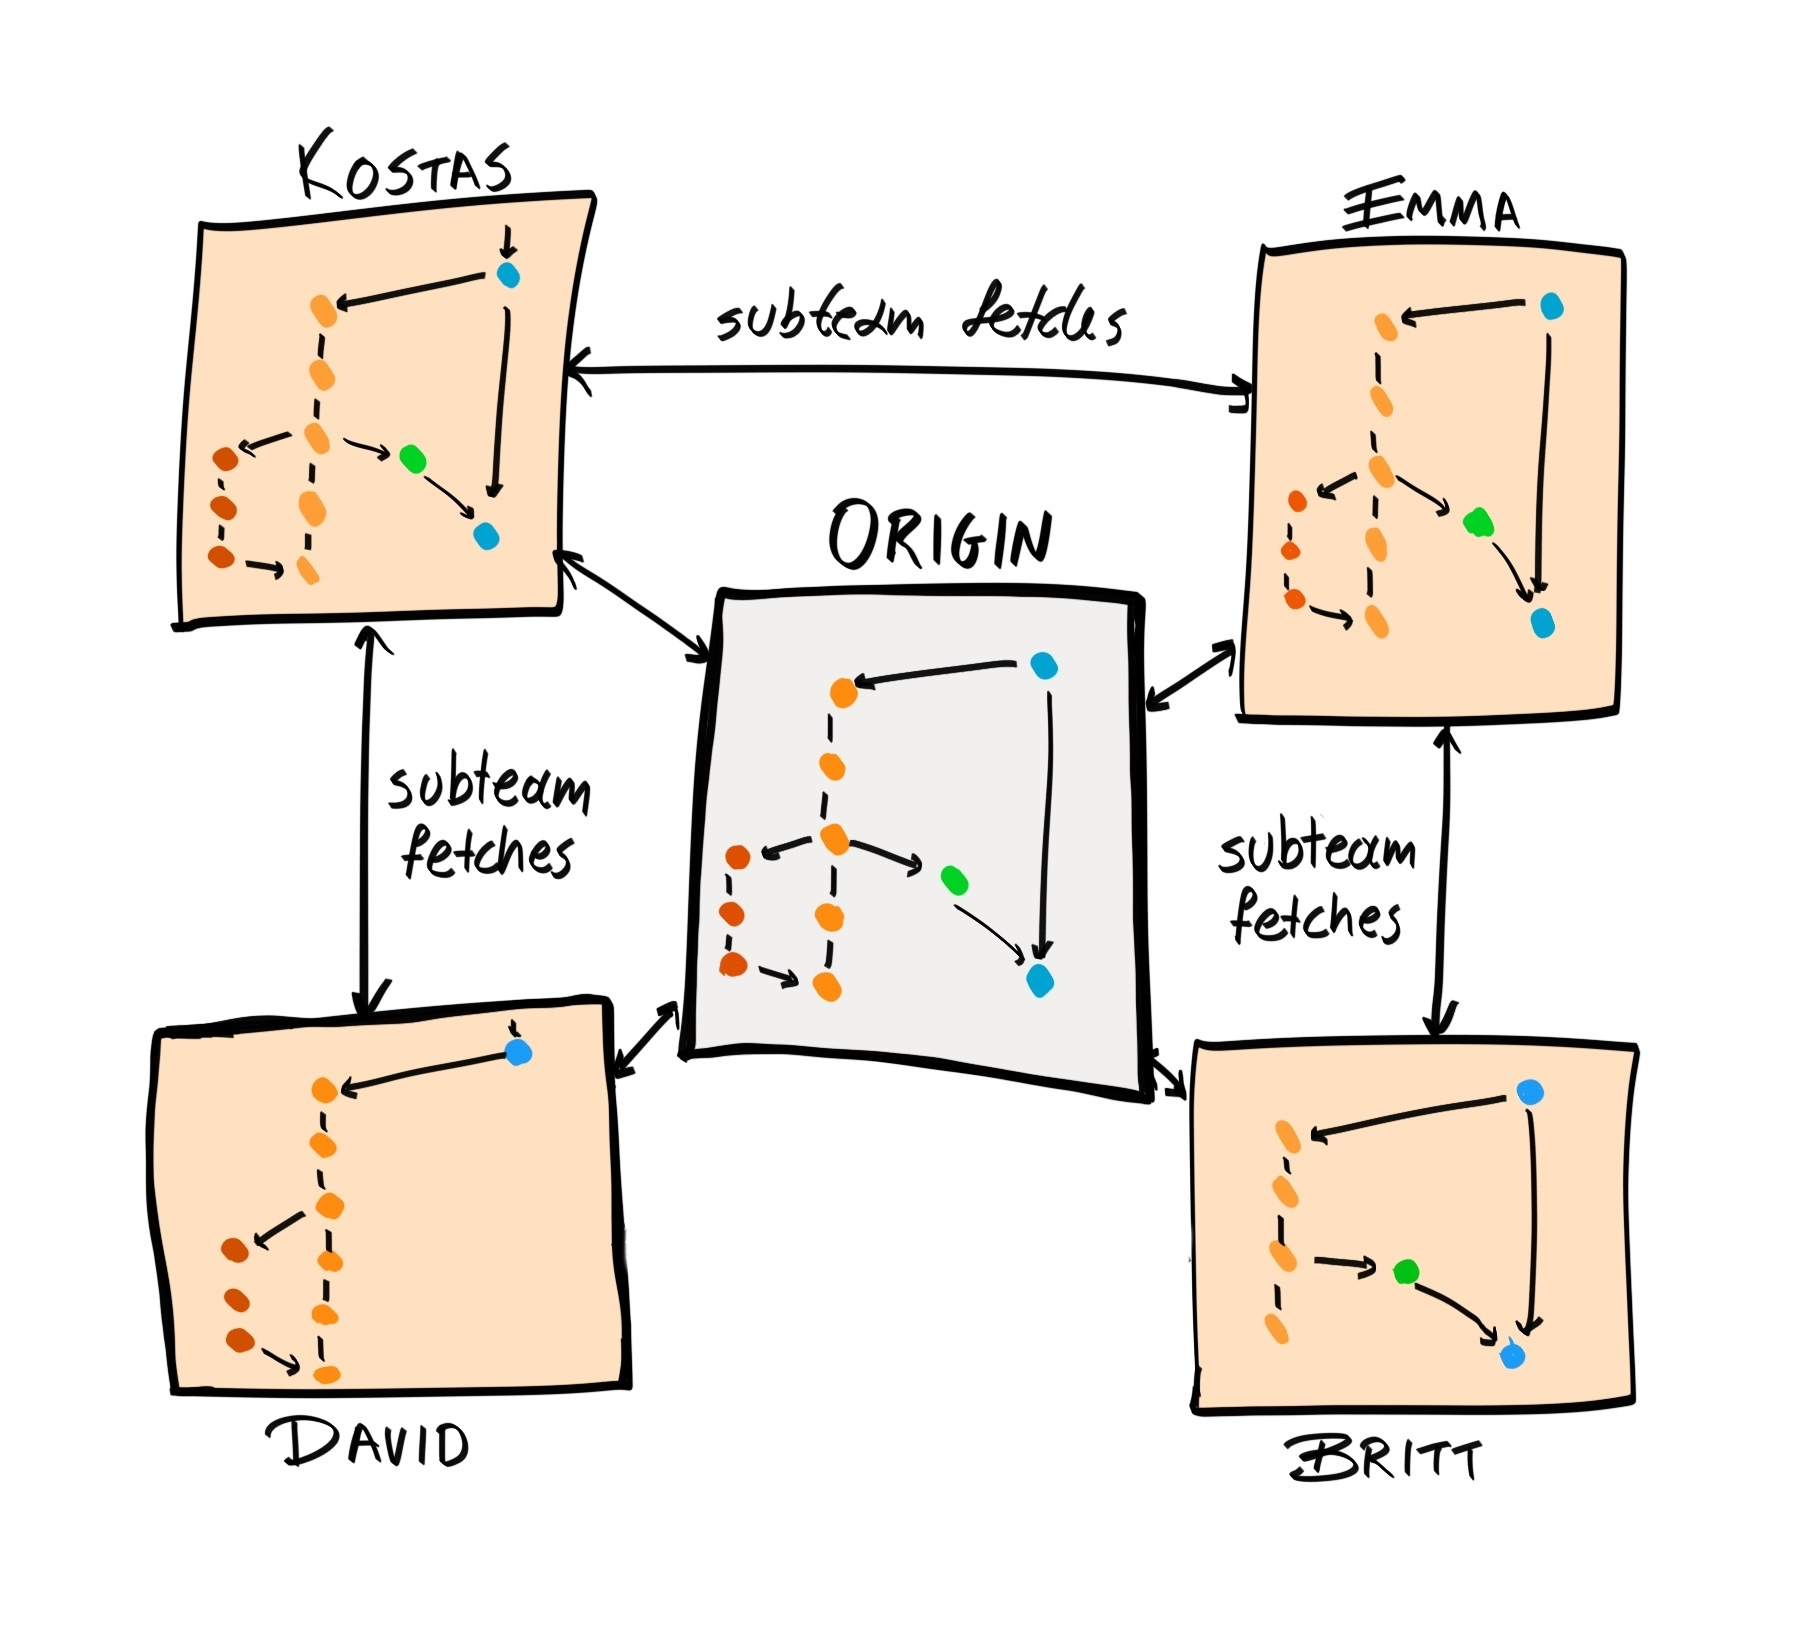 KOSTAS
EMMA
subteam fetches
ORIGIN
subteam
fetches
subteam
fetches
DAVID
BRITT